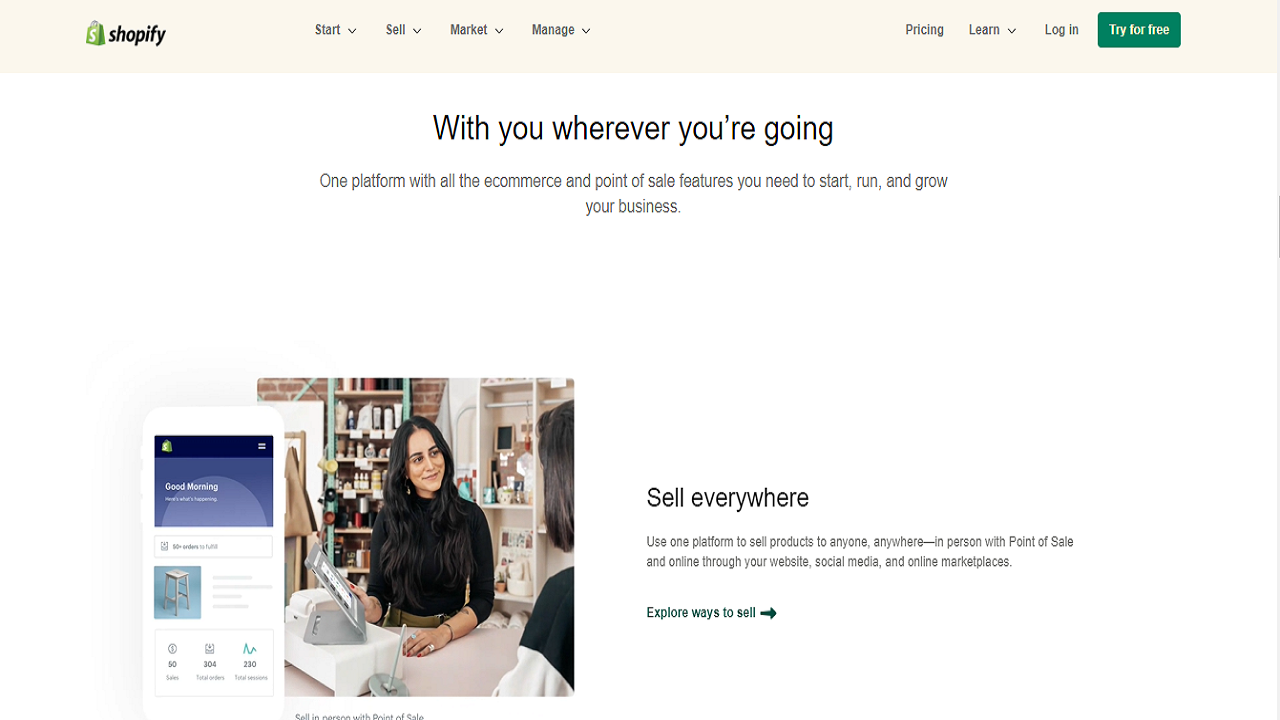 shopify
Start
Sell
Market
Manage
Pricing
Learn
Log in
Try for free
With you wherever you're going
One platform with all the ecommerce and point of sale features you need to start, run, and grow
your business.
Good Morning
Here's what's happening.
50+ orders to fulfill
50
304
230
Sales
Total orders
Total sessions
Sell everywhere
Use one platform to sell products to anyone, anywhere—in person with Point of Sale
and online through your website, social media, and online marketplaces.
Explore ways to sell
Sell in person with Point of Sale